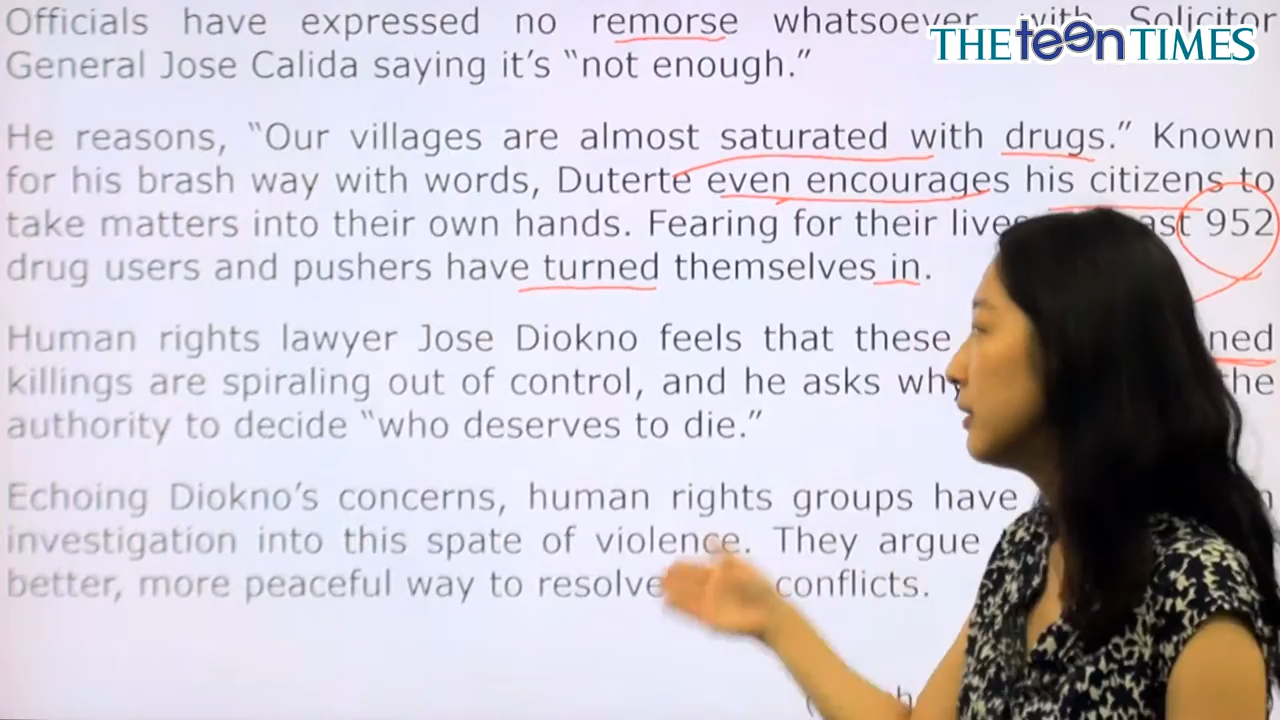 Officials have expressed no remorse whatsoever with Solicitor
THE teen TIMES
General Jose Calida saying it's “not enough.”
He reasons, “Our villages are almost saturated with drugs.” Known
for his brash way with words, Duterte even encourages his citizens to
take matters into their own hands. Fearing for their lives 952
drug users and pushers have turned themselves in.
Human rights lawyer Jose Diokno feels that these
killings are spiraling out of control, and he asks why the
authority to decide “who deserves to die.”
Echoing Diokno's concerns, human rights groups have
investigation into this spate of violence. They argue
better, more peaceful way to resolve conflicts.